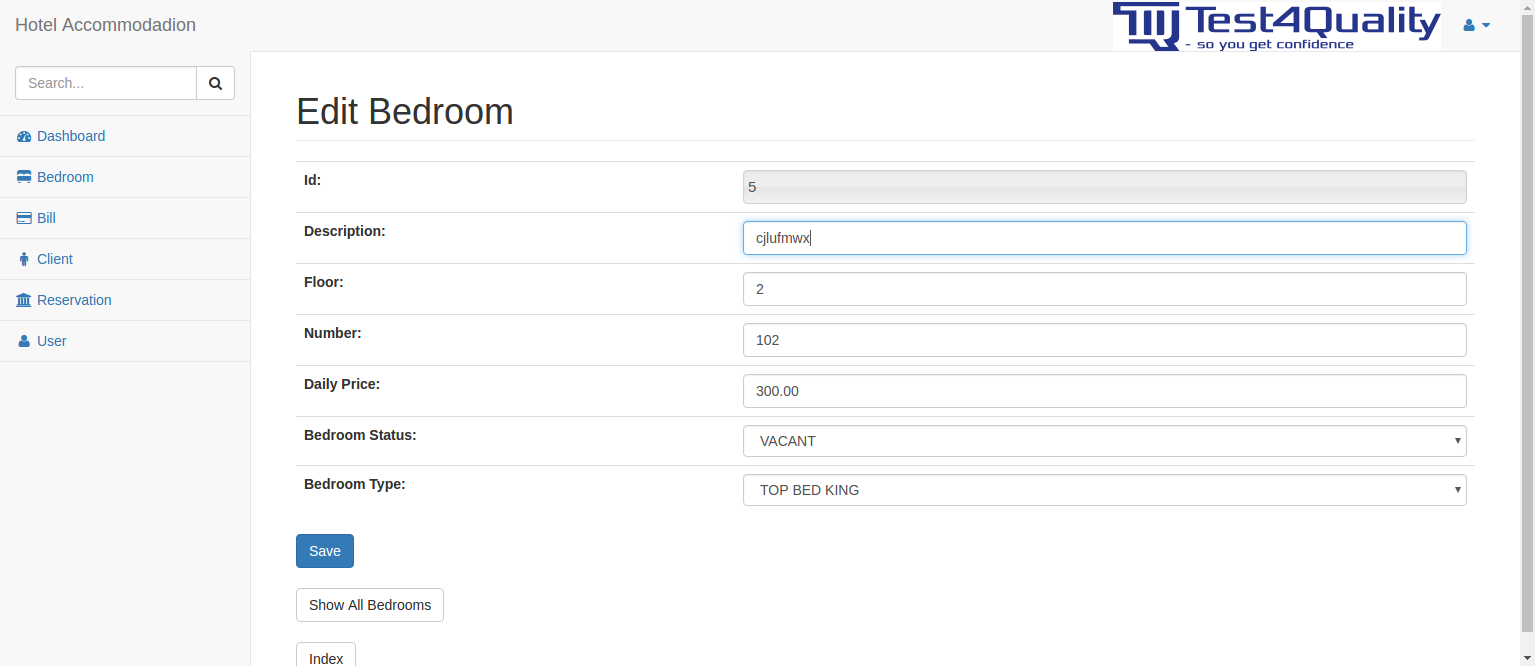 Hotel Accommodadion
Test4Quality
- so you get confidence
Search...
Dashboard
Bedroom
Bill
Client
Reservation
User
Edit Bedroom
Id:
5
Description:
cjlufmwx
Floor:
2
Number:
102
Daily Price:
300.00
Bedroom Status:
VACANT
Bedroom Type:
TOP BED KING
Save
Show All Bedrooms
Index